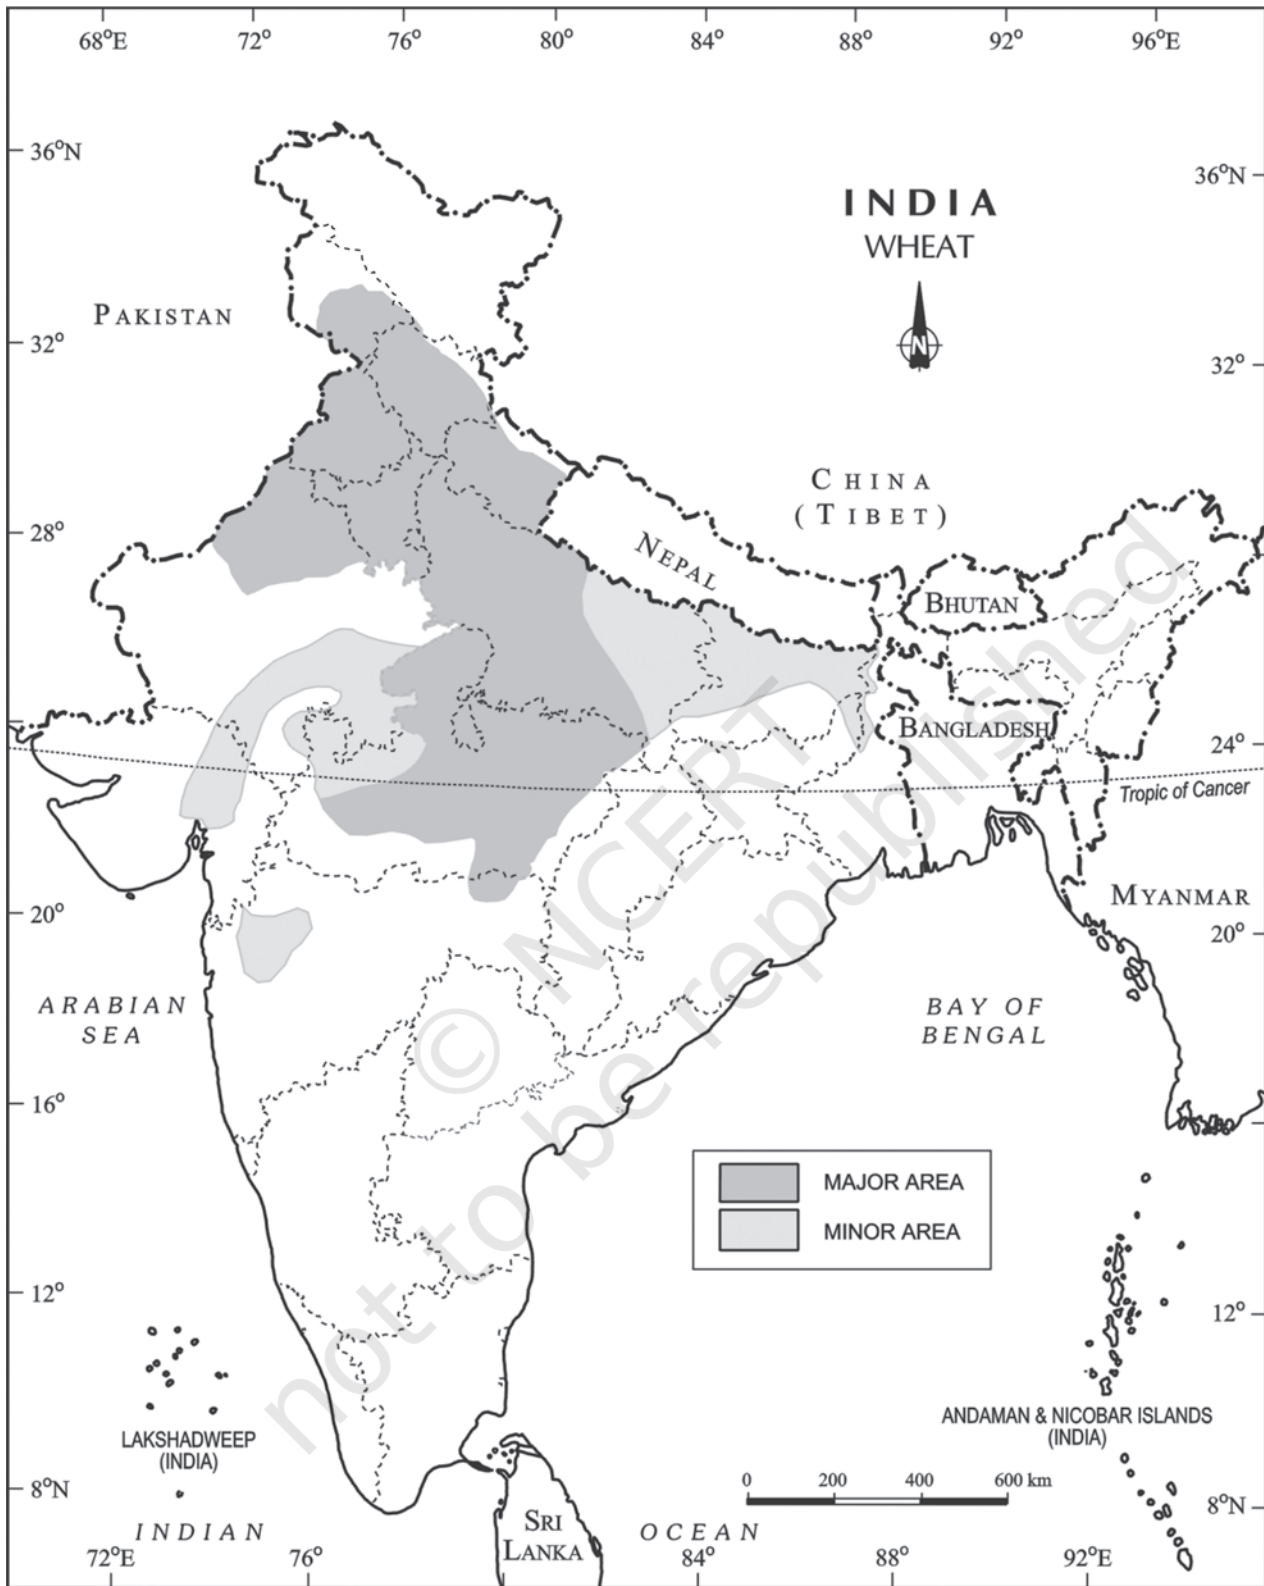 68°E 72° 76° 80° 84° 88° 92° 96°E
36°N
36°N
INDIA
WHEAT
N
PAKISTAN
32°
32°
CHINA
(TIBET)
28°
NEPAL
BHUTAN
BANGLADESH
24°
Tropic of Cancer
MYANMAR
20°
20°
ARABIAN
SEA
BAY OF
BENGAL
© NCERT
not to be republished
16°
MAJOR AREA
MINOR AREA
12°
12°
LAKSHADWEEP
(INDIA)
ANDAMAN & NICOBAR ISLANDS
(INDIA)
0 200 400 600 km
8°N
8°N
INDIAN
SRI
LANKA
OCEAN
72°E 76° 84° 88° 92°E